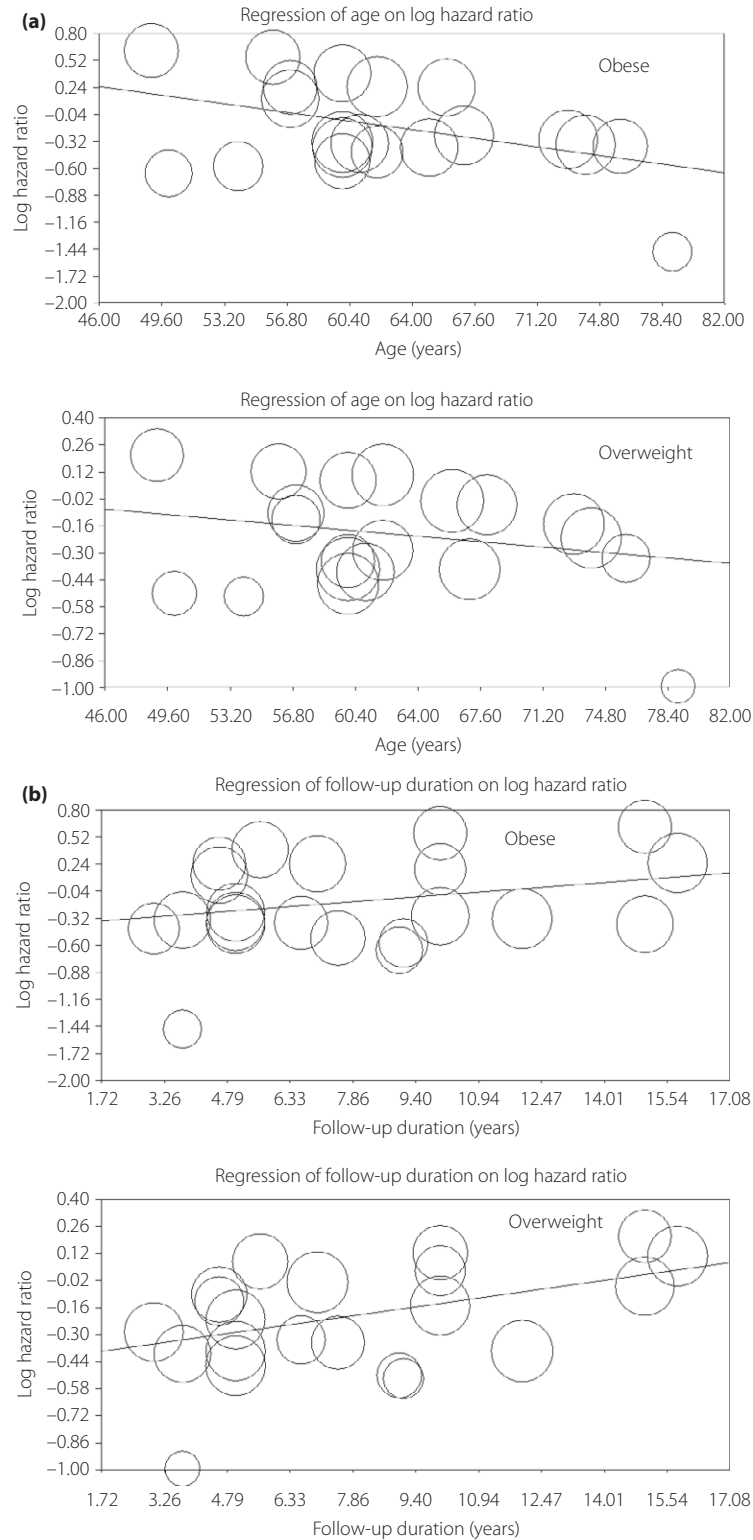 (a)
Regression of age on log hazard ratio
Obese
Log hazard ratio
0.80
0.52
0.24
−0.04
−0.32
−0.60
−0.88
−1.16
−1.44
−1.72
−2.00
46.00 49.60 53.20 56.80 60.40 64.00 67.60 71.20 74.80 78.40 82.00
Age (years)
Regression of age on log hazard ratio
Overweight
Log hazard ratio
0.40
0.26
0.12
−0.02
−0.16
−0.30
−0.44
−0.58
−0.72
−0.86
−1.00
46.00 49.60 53.20 56.80 60.40 64.00 67.60 71.20 74.80 78.40 82.00
Age (years)
(b)
Regression of follow-up duration on log hazard ratio
Obese
Log hazard ratio
0.80
0.52
0.24
−0.04
−0.32
−0.60
−0.88
−1.16
−1.44
−1.72
−2.00
1.72 3.26 4.79 6.33 7.86 9.40 10.94 12.47 14.01 15.54 17.08
Follow-up duration (years)
Regression of follow-up duration on log hazard ratio
Overweight
Log hazard ratio
0.40
0.26
0.12
−0.02
−0.16
−0.30
−0.44
−0.58
−0.72
−0.86
−1.00
1.72 3.26 4.79 6.33 7.86 9.40 10.94 12.47 14.01 15.54 17.08
Follow-up duration (years)